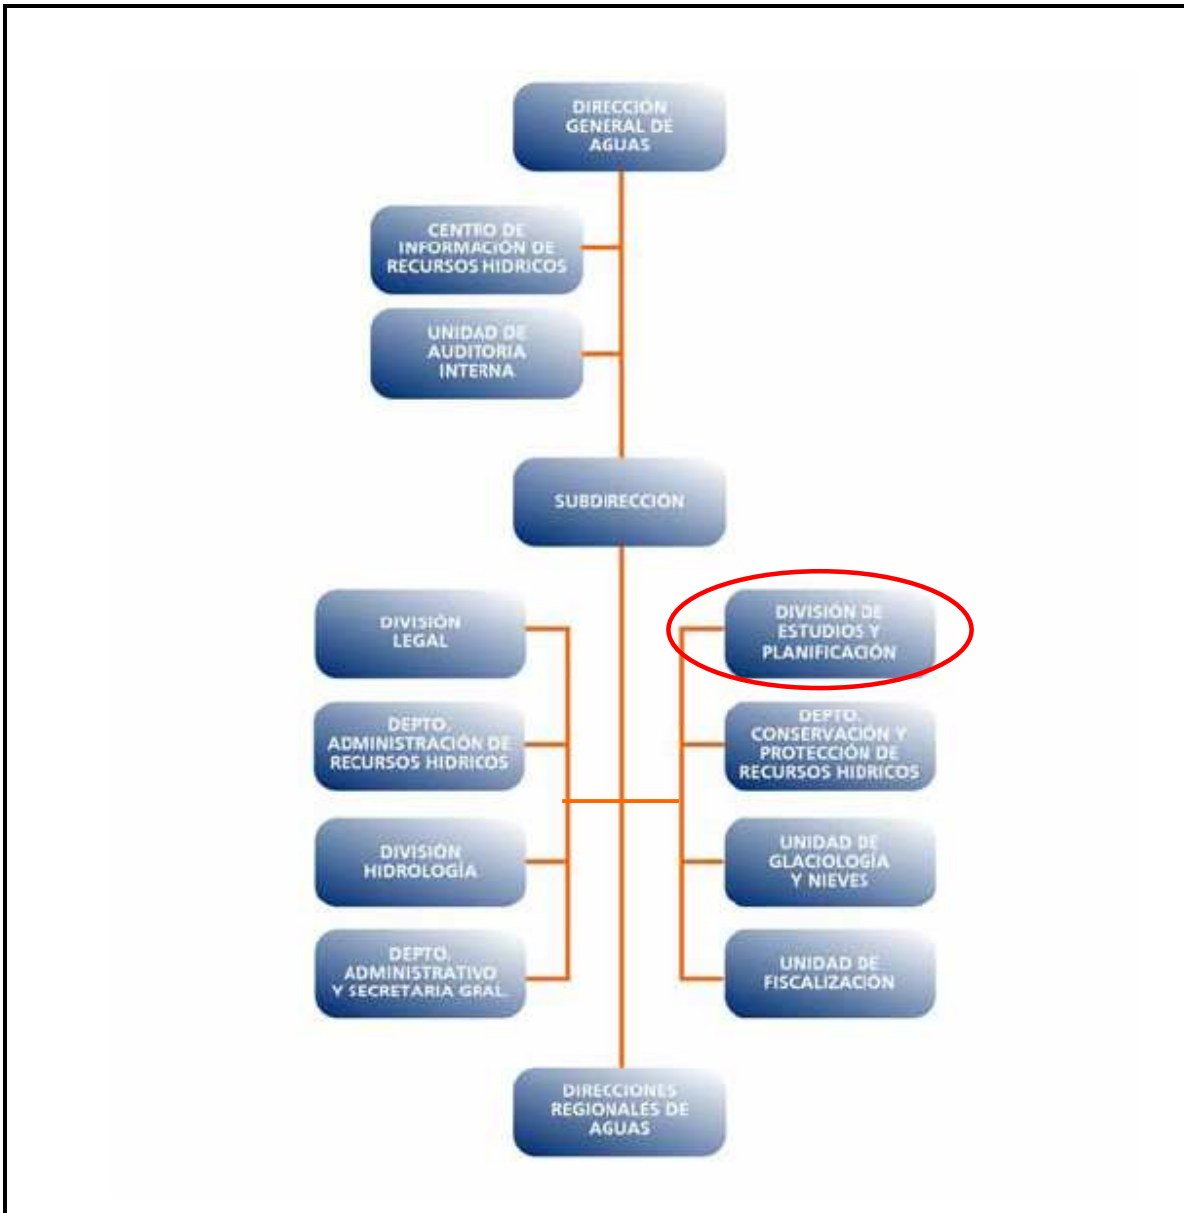 DIRECCIÓN
GENERAL DE
AGUAS
CENTRO DE
INFORMACIÓN DE
RECURSOS HIDRICOS
UNIDAD DE
AUDITORIA
INTERNA
SUBDIRECCIÓN
DIVISIÓN
LEGAL
DIVISIÓN DE
ESTUDIOS Y
PLANIFICACIÓN
DEPTO.
ADMINISTRACIÓN DE
RECURSOS HIDRICOS
DEPTO.
CONSERVACIÓN Y
PROTECCIÓN DE
RECURSOS HIDRICOS
DIVISIÓN
HIDROLOGÍA
UNIDAD DE
GLACIOLOGÍA
Y NIEVES
DEPTO.
ADMINISTRATIVO
Y SECRETARIA GRAL.
UNIDAD DE
FISCALIZACIÓN
DIRECCIONES
REGIONALES DE
AGUAS